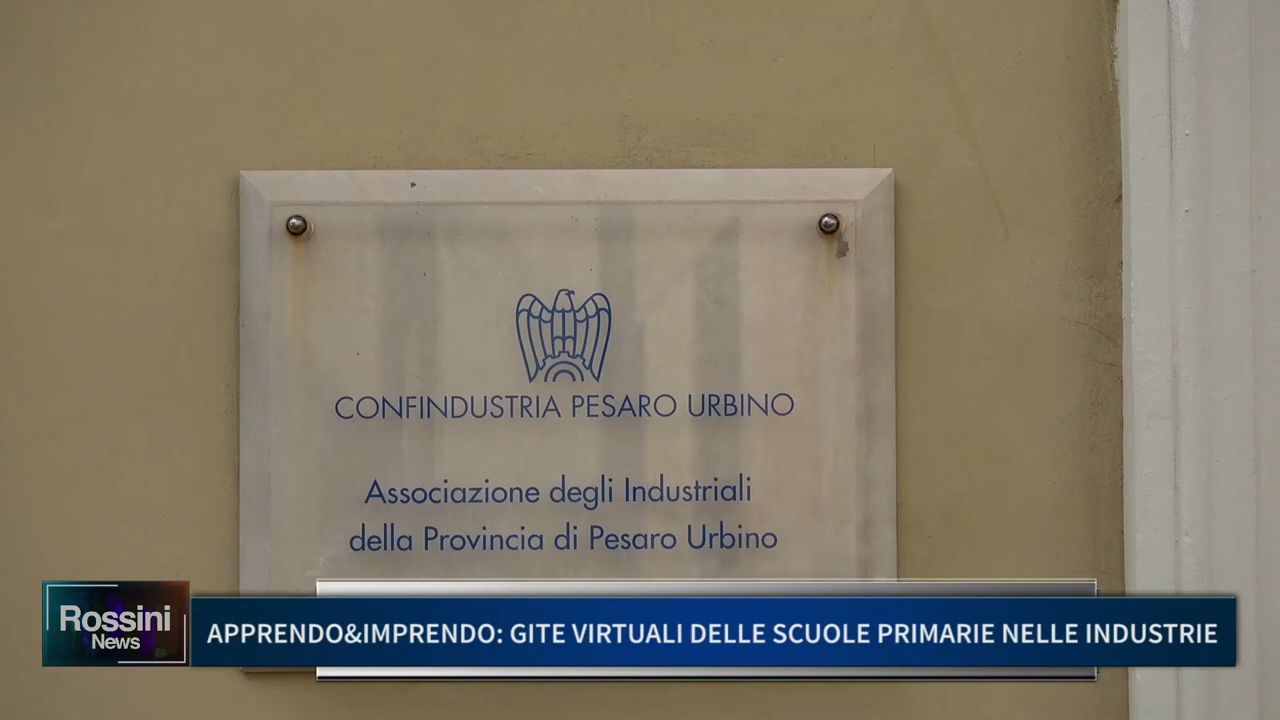 CONFINDUSTRIA PESARO URBINO
Associazione degli Industriali
della Provincia di Pesaro Urbino
Rossini
News
APPRENDO&IMPRENDO: GITE VIRTUALI DELLE SCUOLE PRIMARIE NELLE INDUSTRIE